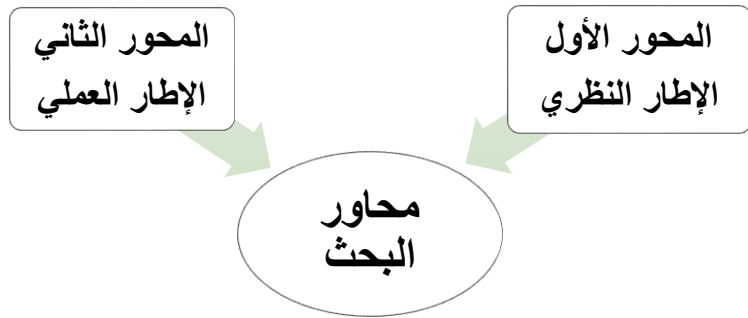 المحور الأول
الإطار النظري
المحور الثاني
الإطار العملي
محاور
البحث